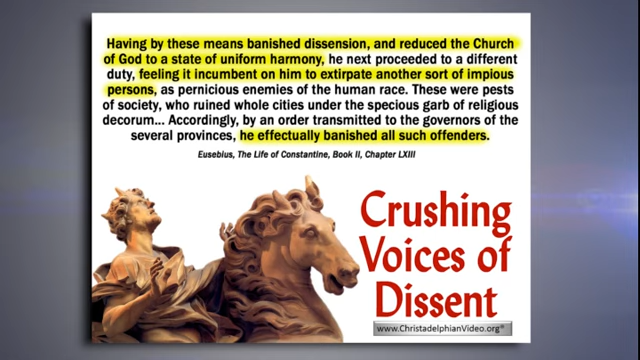 Having by these means banished dissension, and reduced the Church
of God to a state of uniform harmony, he next proceeded to a different
duty, feeling it incumbent on him to extirpate another sort of impious
persons, as pernicious enemies of the human race. These were pests
of society, who ruined whole cities under the specious garb of religious
decorum... Accordingly, by an order transmitted to the governors of the
several provinces, he effectually banished all such offenders.
Eusebius, The Life of Constantine, Book II, Chapter LXIII
Crushing
Voices of
Dissent
www.ChristadelphianVideo.org®